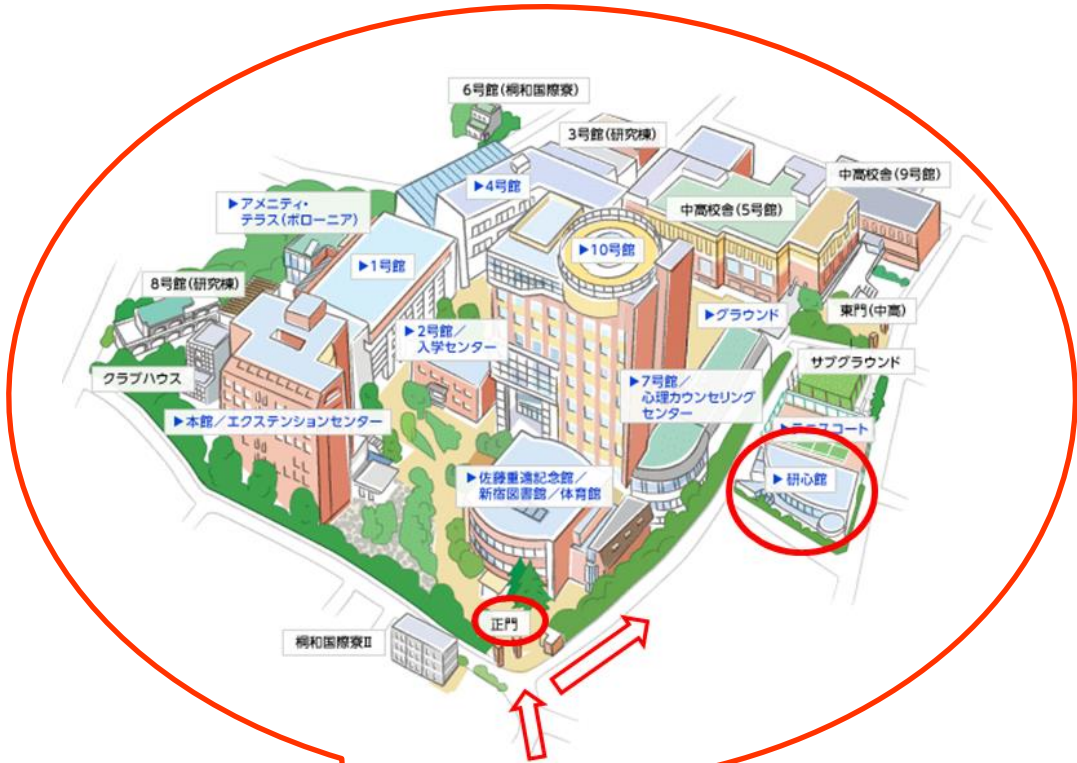 6号館(桐和国際寮)
3号館(研究棟)
▶4号館
中高校舎(9号館)
▶アメニティ・
テラス(ボローニア)
中高校舎(5号館)
▶10号館
▶1号館
8号館(研究棟)
▶グラウンド
東門(中高)
▶2号館/
入学センター
サブグラウンド
クラブハウス
▶7号館/
心理カウンセリング
センター
▶本館/エクステンションセンター
▶テニスコート
▶佐藤重遠記念館/
新宿図書館/体育館
▶研心館
正門
桐和国際寮Ⅱ